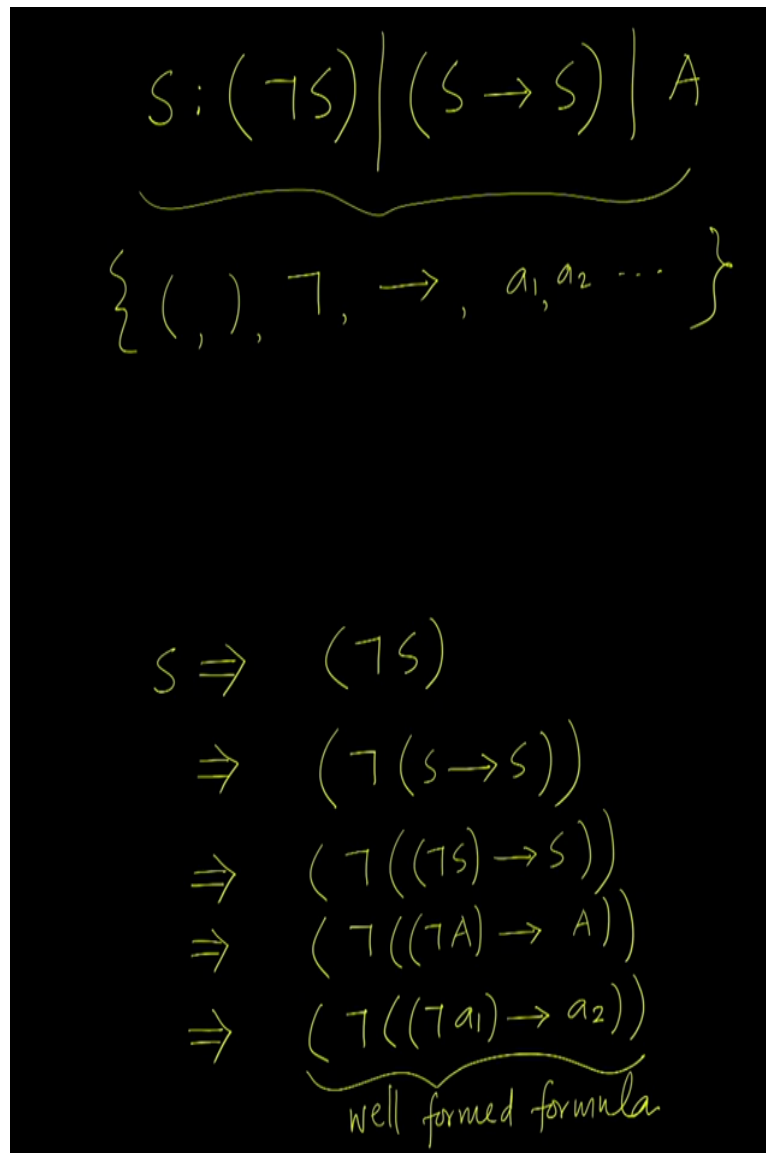 S : (¬S) | (S → S) | A
{ (, ), ¬, →, a₁, a₂ ... }
S ⇒ (¬S)
⇒ (¬(S → S))
⇒ (¬((¬S) → S))
⇒ (¬((¬A) → A))
⇒ (¬((¬a₁) → a₂))
well formed formula